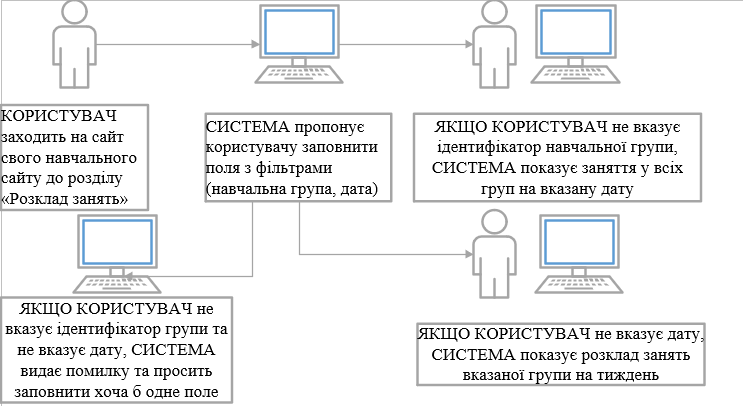 КОРИСТУВАЧ
заходить на сайт
свого навчального
сайту до розділу
«Розклад занять»
СИСТЕМА пропонує
користувачу заповнити
поля з фільтрами
(навчальна група, дата)
ЯКЩО КОРИСТУВАЧ не вказує
ідентифікатор навчальної групи,
СИСТЕМА показує заняття у всіх
груп на вказану дату
ЯКЩО КОРИСТУВАЧ не
вказує ідентифікатор групи та
не вказує дату, СИСТЕМА
видає помилку та просить
заповнити хоча б одне поле
ЯКЩО КОРИСТУВАЧ не вказує дату,
СИСТЕМА показує розклад занять
вказаної групи на тиждень